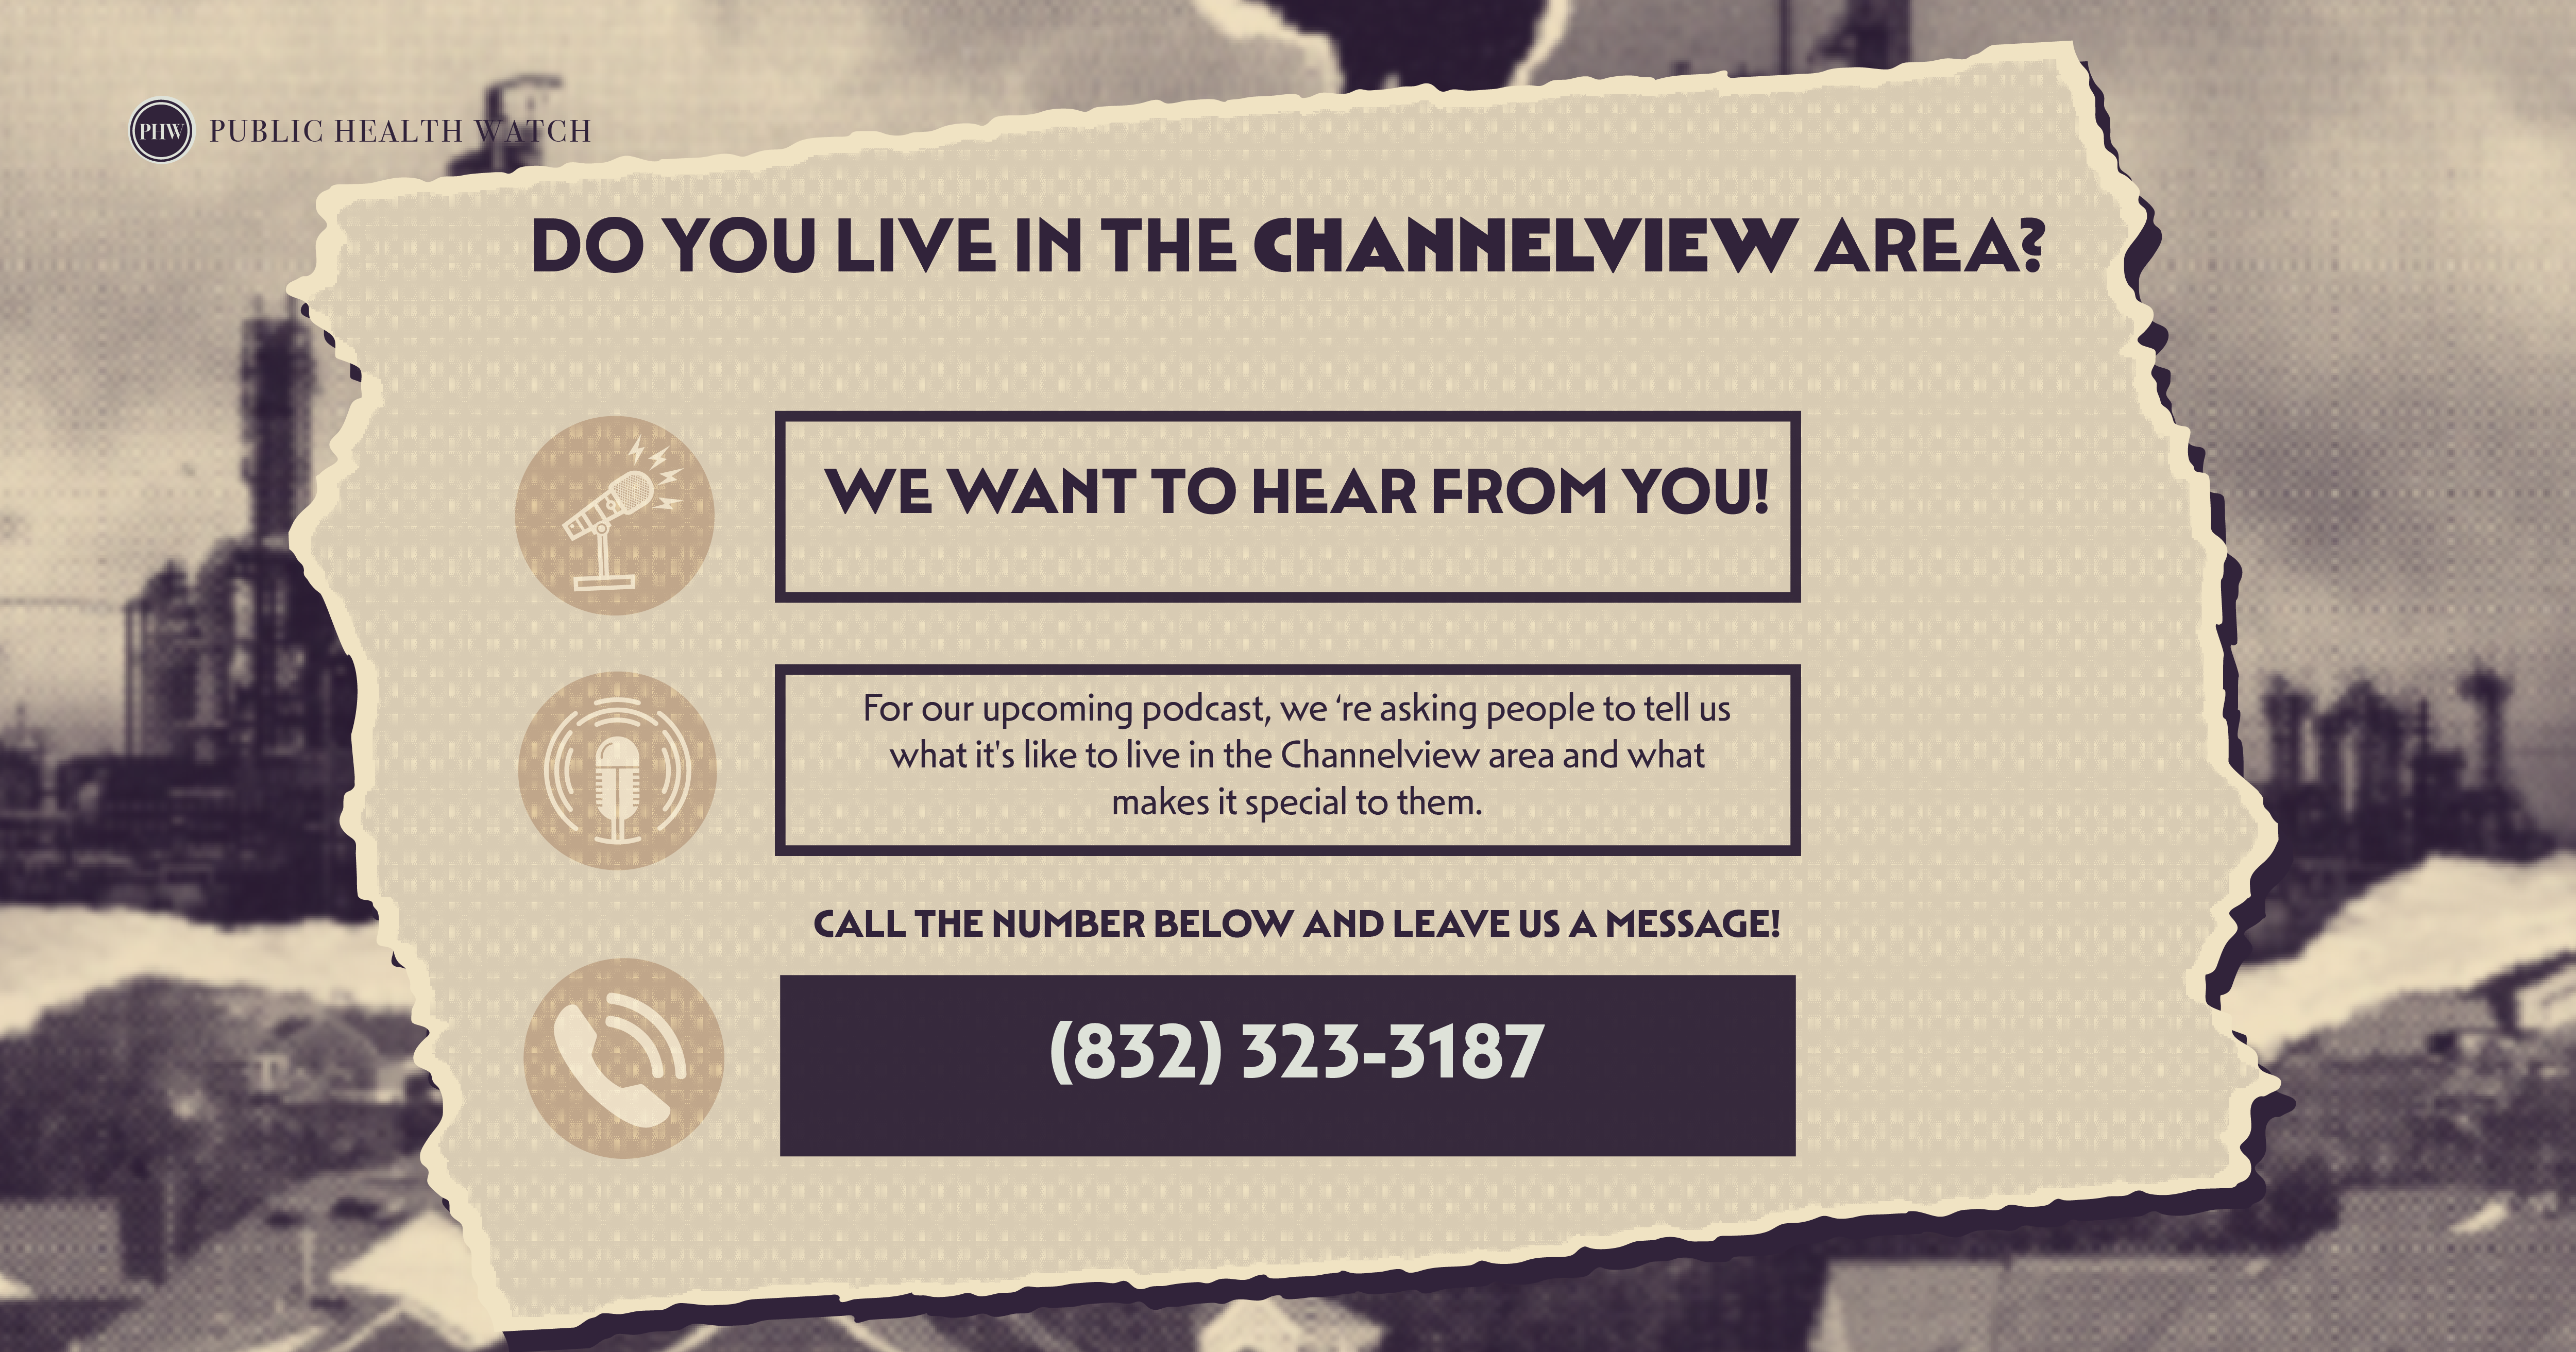 PHW PUBLIC HEALTH WATCH
DO YOU LIVE IN THE CHANNELVIEW AREA?
WE WANT TO HEAR FROM YOU!
For our upcoming podcast, we ‘re asking people to tell us
what it's like to live in the Channelview area and what
makes it special to them.
CALL THE NUMBER BELOW AND LEAVE US A MESSAGE!
(832) 323-3187